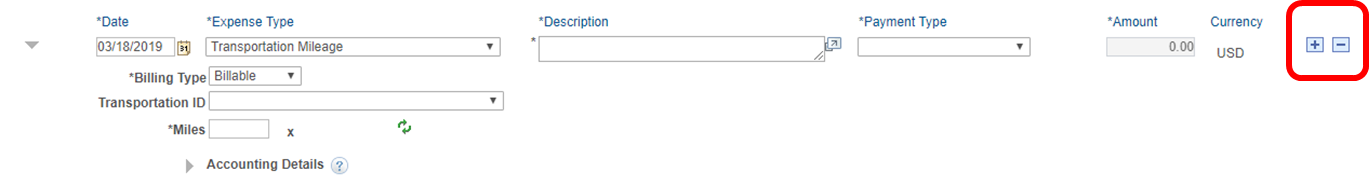 *Date *Expense Type *Description *Payment Type *Amount Currency
03/18/2019 31 Transportation Mileage * 0.00 USD
*Billing Type Billable
Transportation ID
*Miles x
Accounting Details ?